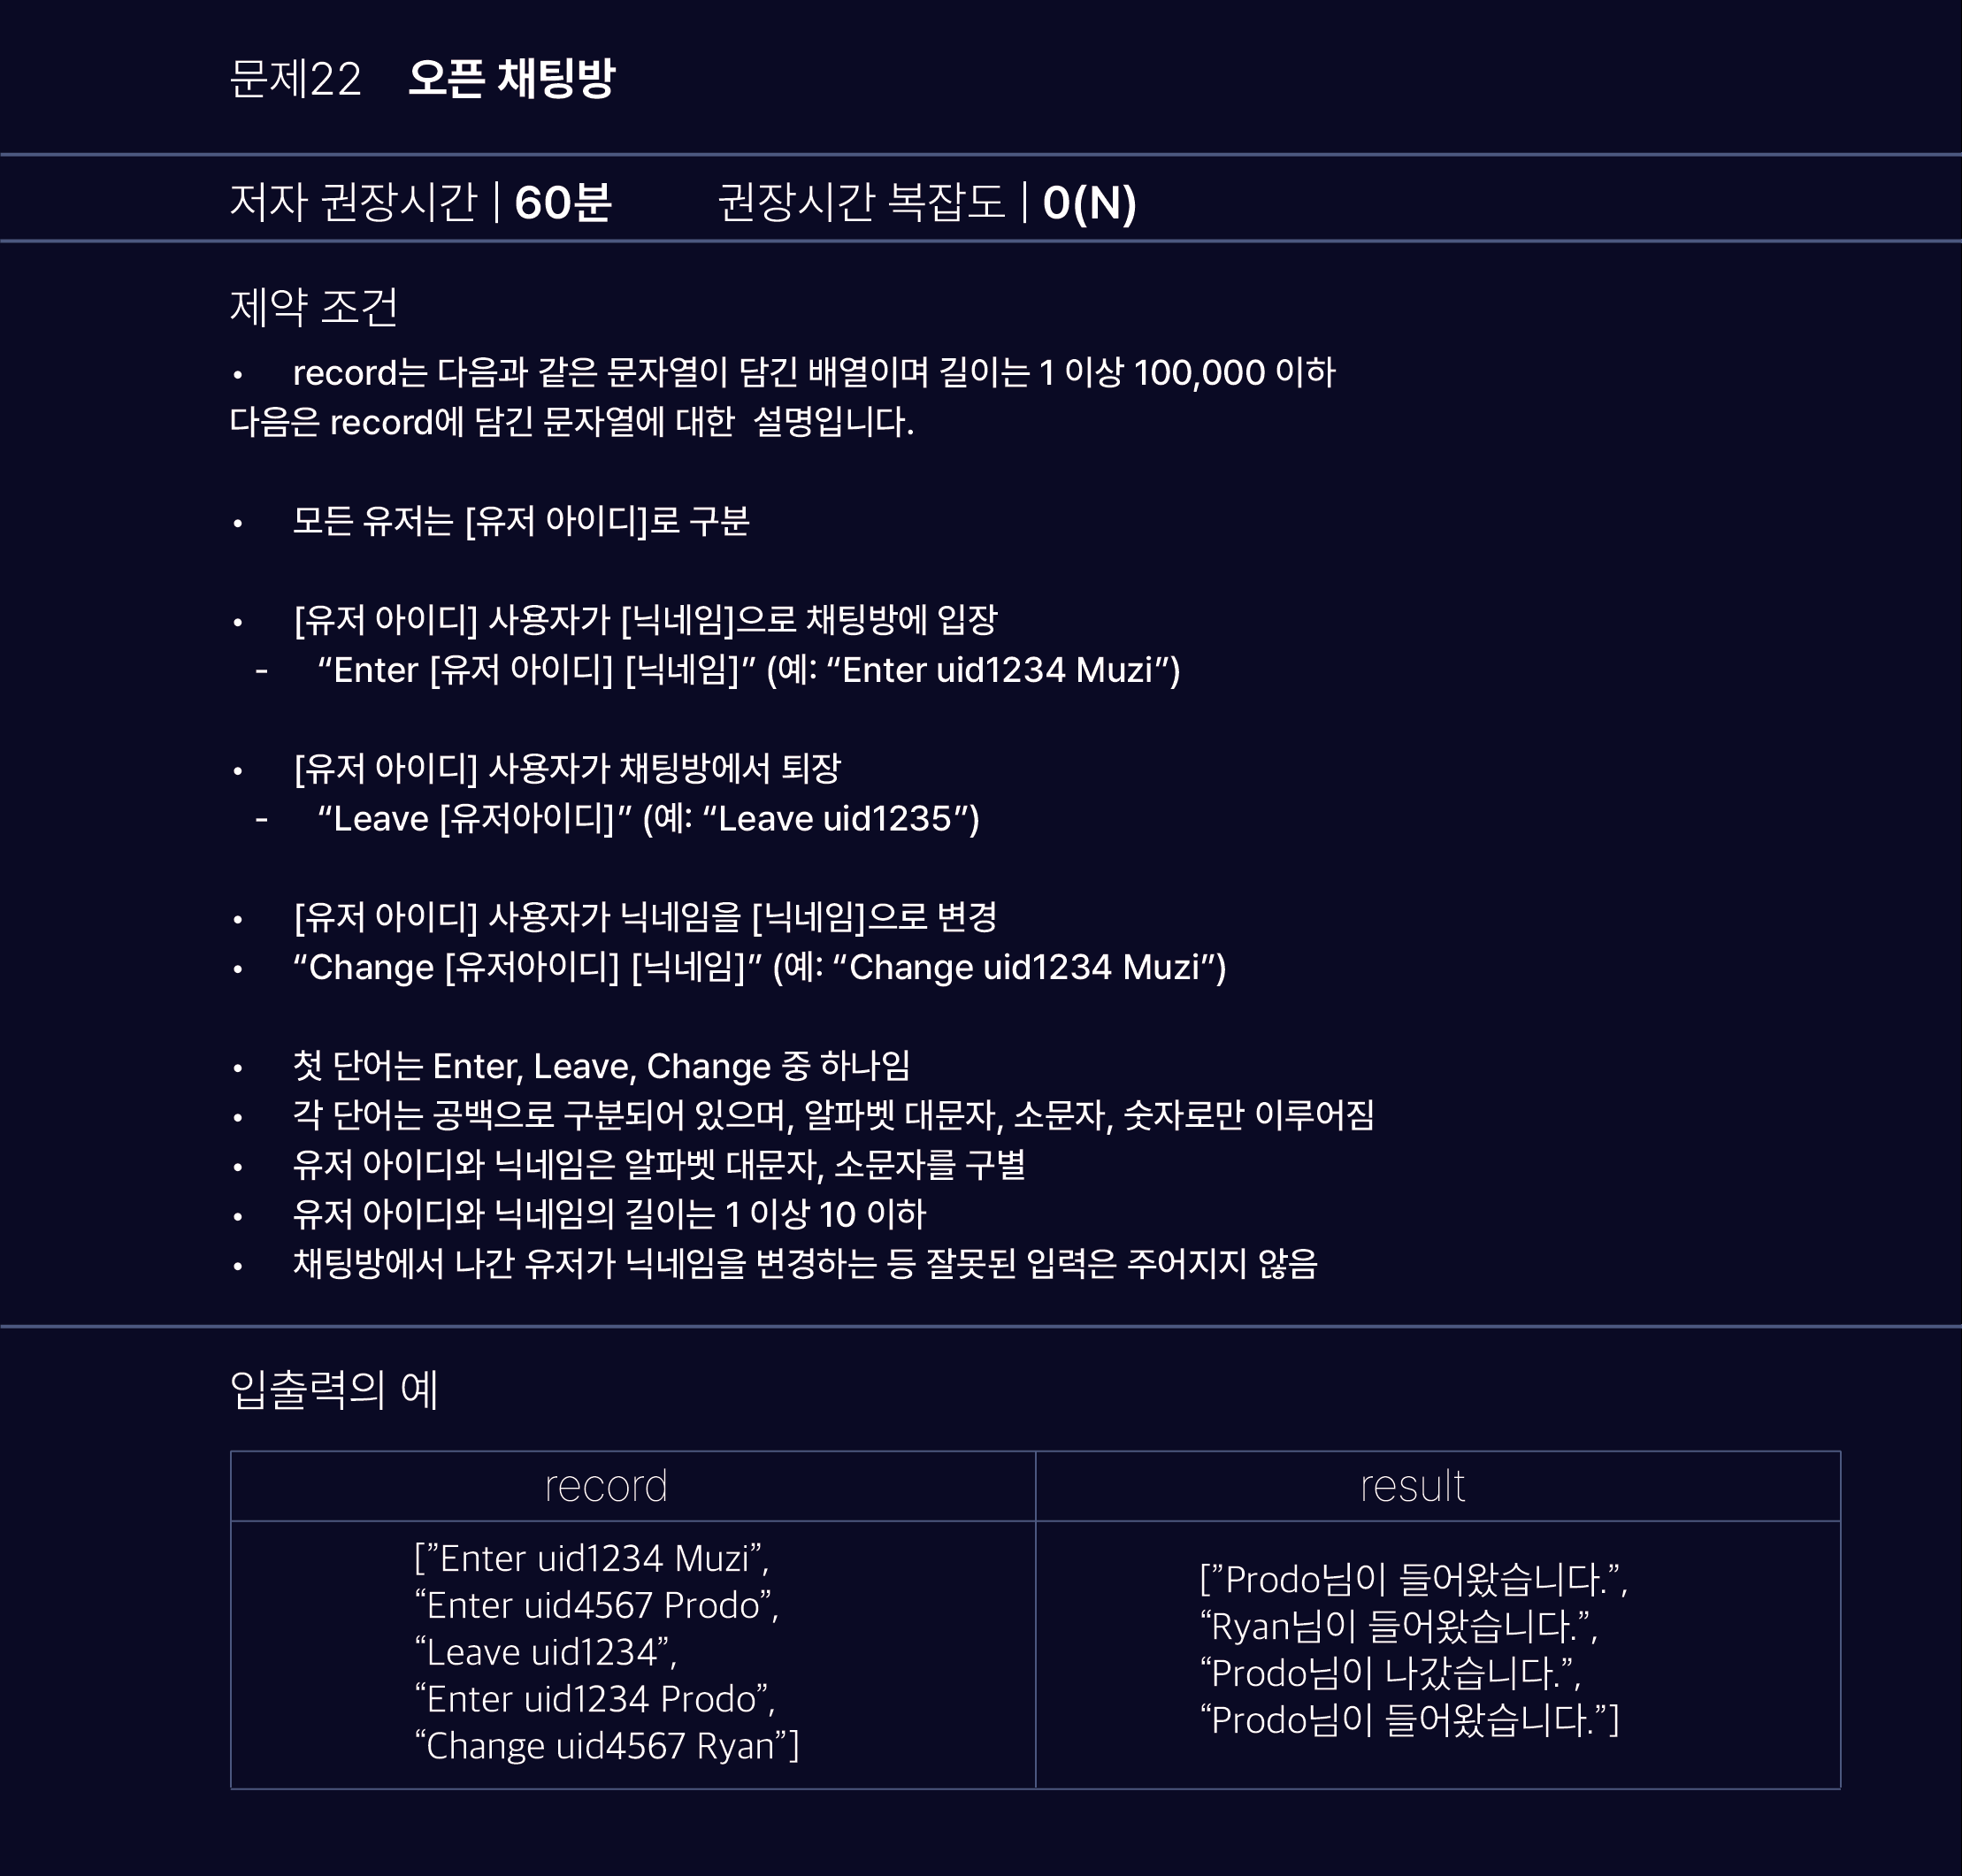 문제22 오픈 채팅방
저자 권장시간 | 60분 권장시간 복잡도 | 0(N)
제약 조건
• record는 다음과 같은 문자열이 담긴 배열이며 길이는 1 이상 100,000 이하
다음은 record에 담긴 문자열에 대한 설명입니다.
• 모든 유저는 [유저 아이디]로 구분
• [유저 아이디] 사용자가 [닉네임]으로 채팅방에 입장
- “Enter [유저 아이디] [닉네임]” (예: “Enter uid1234 Muzi”)
• [유저 아이디] 사용자가 채팅방에서 퇴장
- “Leave [유저아이디]” (예: “Leave uid1235”)
• [유저 아이디] 사용자가 닉네임을 [닉네임]으로 변경
• “Change [유저아이디] [닉네임]” (예: “Change uid1234 Muzi”)
• 첫 단어는 Enter, Leave, Change 중 하나임
• 각 단어는 공백으로 구분되어 있으며, 알파벳 대문자, 소문자, 숫자로만 이루어짐
• 유저 아이디와 닉네임은 알파벳 대문자, 소문자를 구별
• 유저 아이디와 닉네임의 길이는 1 이상 10 이하
• 채팅방에서 나간 유저가 닉네임을 변경하는 등 잘못된 입력은 주어지지 않음
입출력의 예
record
[”Enter uid1234 Muzi”,
“Enter uid4567 Prodo”,
“Leave uid1234”,
“Enter uid1234 Prodo”,
“Change uid4567 Ryan”]
result
[”Prodo님이 들어왔습니다.”,
“Ryan님이 들어왔습니다.”,
“Prodo님이 나갔습니다.”,
“Prodo님이 들어왔습니다.”]